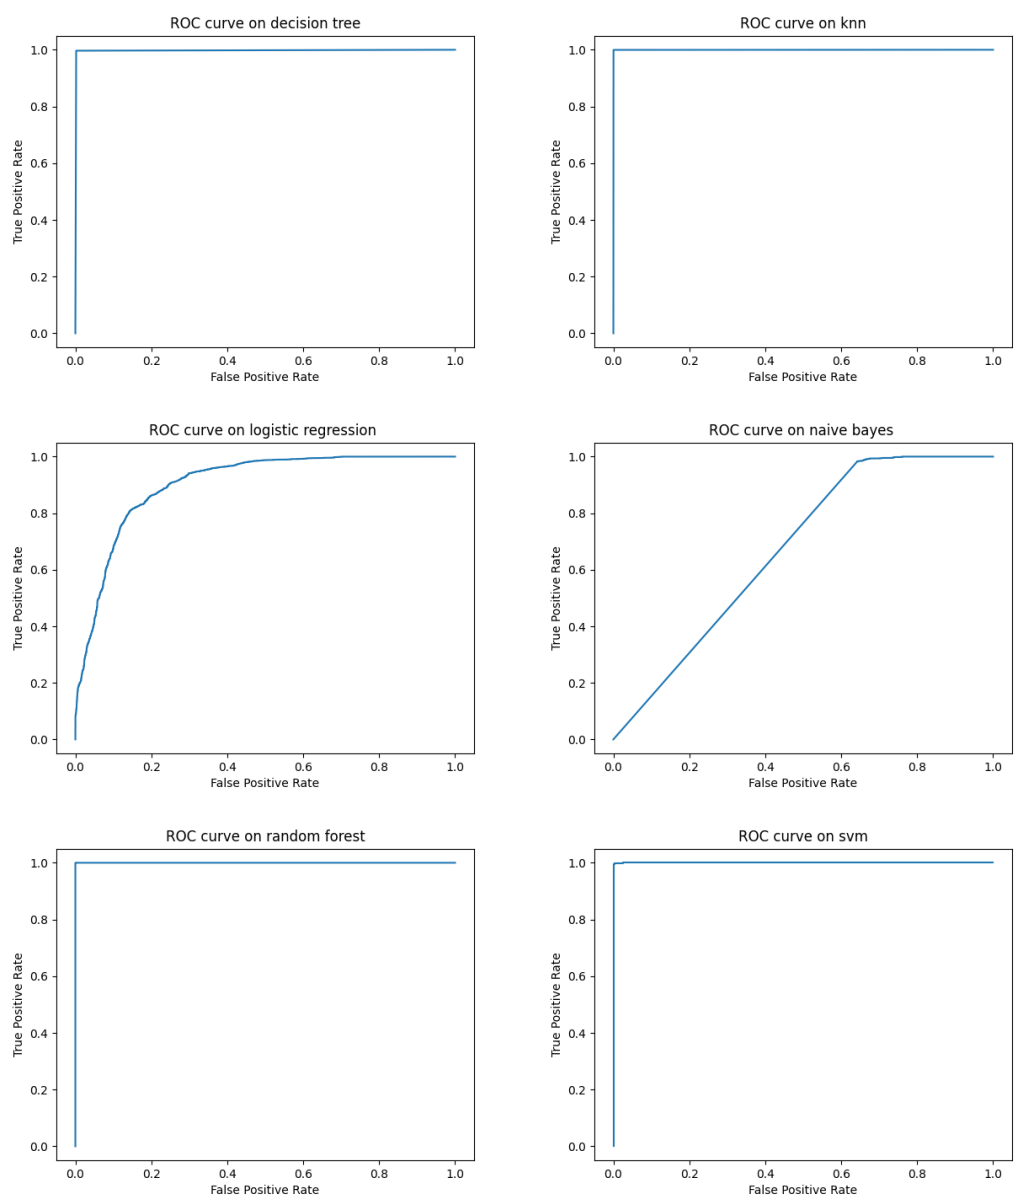 ROC curve on decision tree
1.0
0.8
0.6
0.4
0.2
0.0
True Positive Rate
0.0 0.2 0.4 0.6 0.8 1.0
False Positive Rate
ROC curve on knn
1.0
0.8
0.6
0.4
0.2
0.0
True Positive Rate
0.0 0.2 0.4 0.6 0.8 1.0
False Positive Rate
ROC curve on logistic regression
1.0
0.8
0.6
0.4
0.2
0.0
True Positive Rate
0.0 0.2 0.4 0.6 0.8 1.0
False Positive Rate
ROC curve on naive bayes
1.0
0.8
0.6
0.4
0.2
0.0
True Positive Rate
0.0 0.2 0.4 0.6 0.8 1.0
False Positive Rate
ROC curve on random forest
1.0
0.8
0.6
0.4
0.2
0.0
True Positive Rate
0.0 0.2 0.4 0.6 0.8 1.0
False Positive Rate
ROC curve on svm
1.0
0.8
0.6
0.4
0.2
0.0
True Positive Rate
0.0 0.2 0.4 0.6 0.8 1.0
False Positive Rate